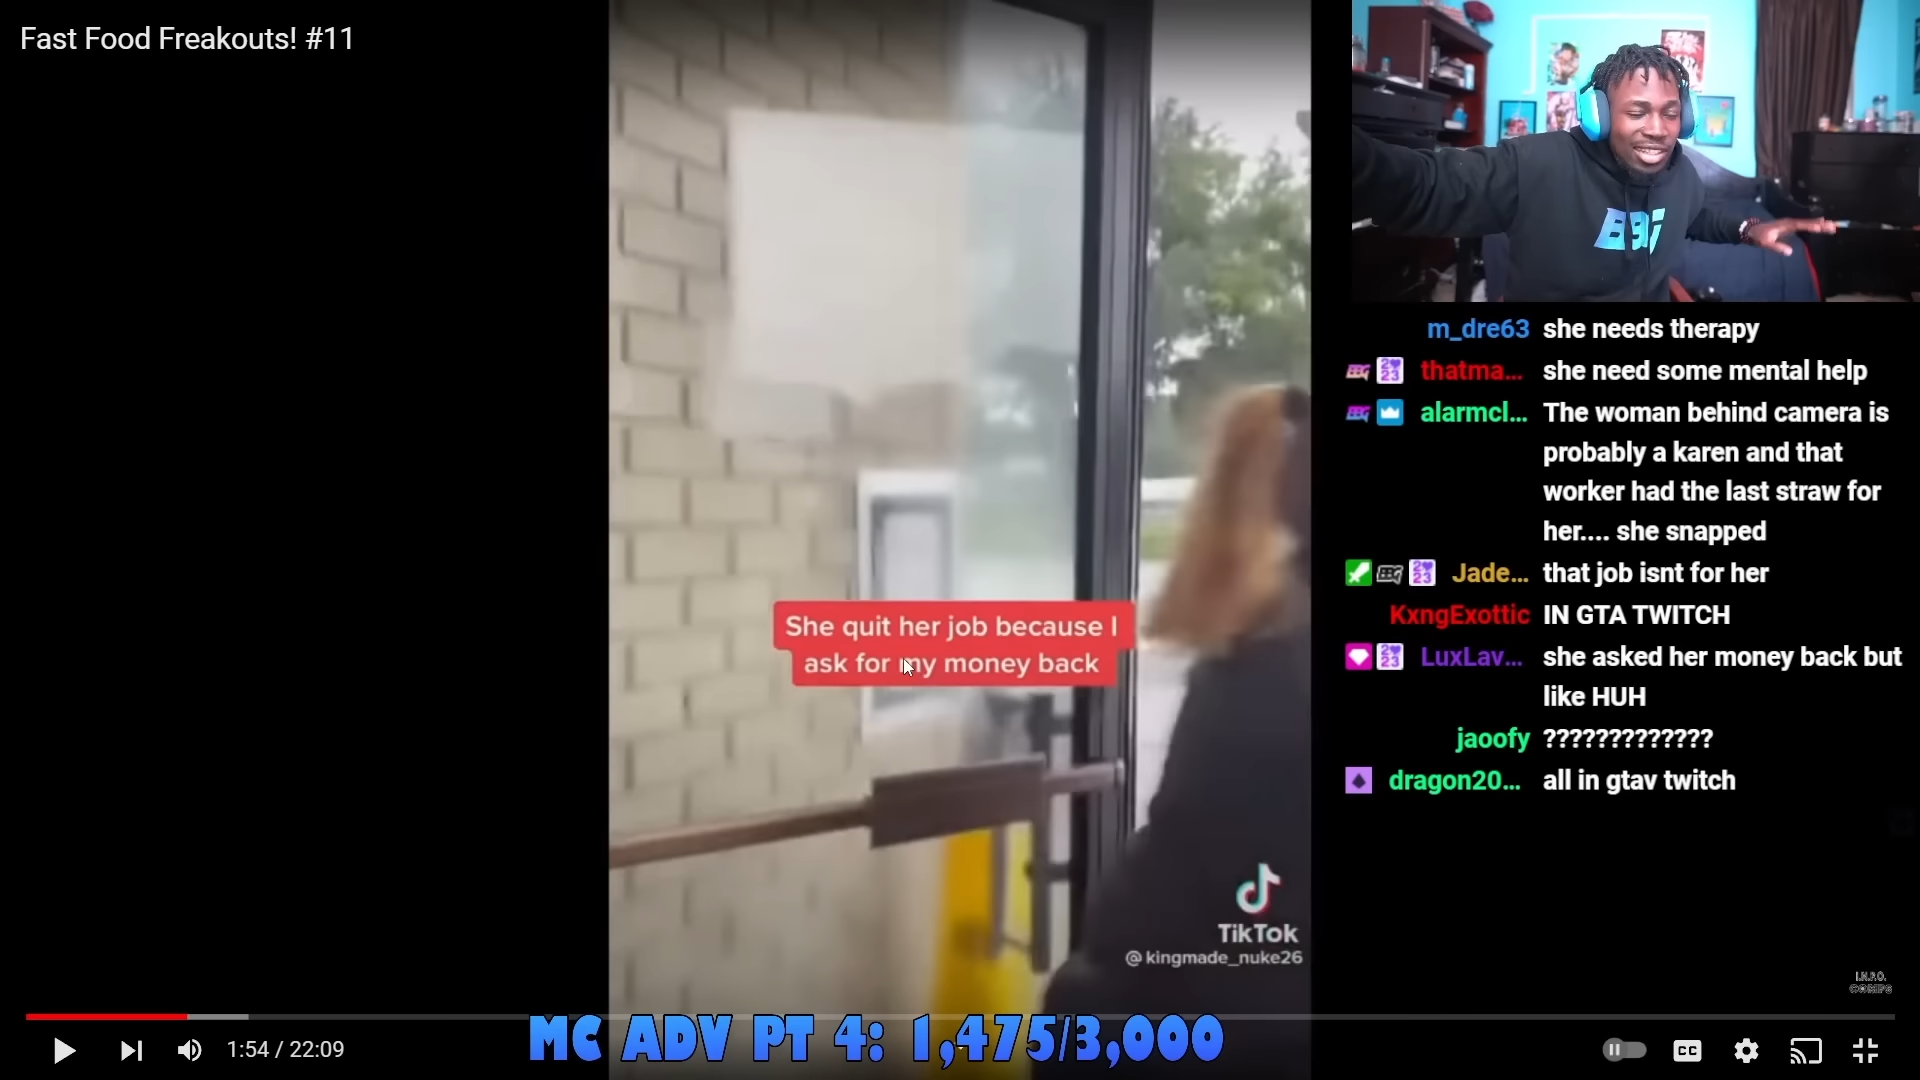 Fast Food Freakouts! #11
She quit her job because I
ask for my money back
TikTok
@kingmade_nuke26
m_dre63 she needs therapy
thatma... she need some mental help
alarmcl... The woman behind camera is
probably a karen and that
worker had the last straw for
her.... she snapped
Jade... that job isnt for her
KxngExottic IN GTA TWITCH
LuxLav... she asked her money back but
like HUH
jaoofy ?????????????
dragon20... all in gtav twitch
1:54 / 22:09
MC ADV PT 4: 1,475/3,000
CC